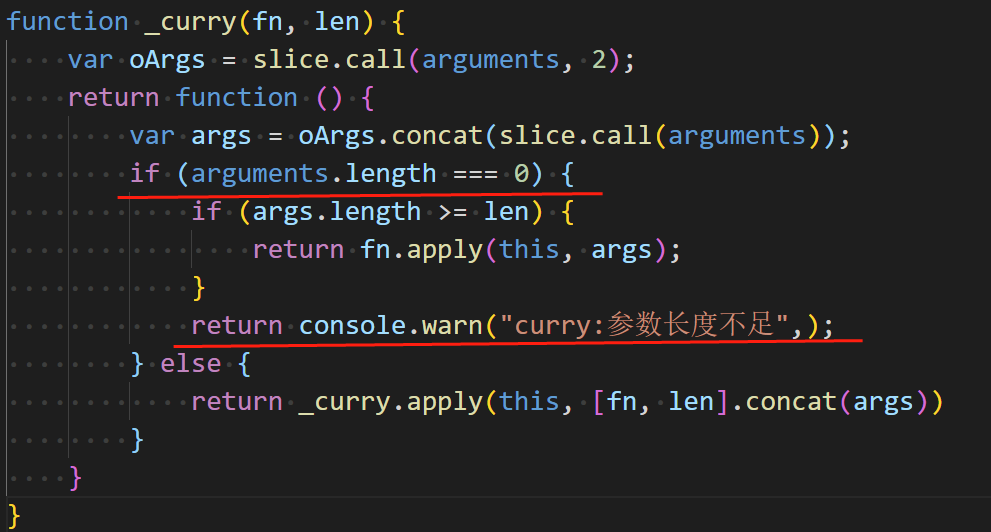 function _curry(fn, len) {
    var oArgs = slice.call(arguments, 2);
    return function () {
        var args = oArgs.concat(slice.call(arguments));
        if (arguments.length === 0) {
            if (args.length >= len) {
                return fn.apply(this, args);
            }
            return console.warn("curry:参数长度不足",);
        } else {
            return _curry.apply(this, [fn, len].concat(args))
        }
    }
}